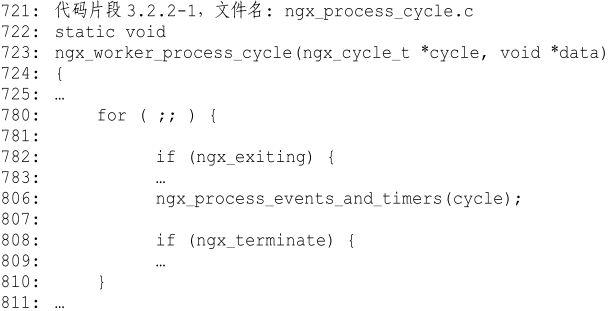 721: 代码片段3.2.2-1，文件名: ngx_process_cycle.c
722: static void
723: ngx_worker_process_cycle(ngx_cycle_t *cycle, void *data)
724: {
725: …
780:     for ( ;; ) {
781:
782:         if (ngx_exiting) {
783:         …
806:         ngx_process_events_and_timers(cycle);
807:
808:         if (ngx_terminate) {
809:         …
810:     }
811: …